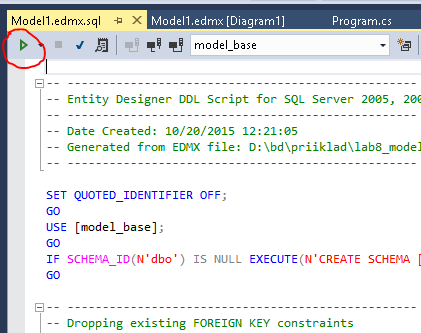 Model1.edmx.sql Model1.edmx [Diagram1] Program.cs
model_base
-- --------------------------------------------------
-- Entity Designer DDL Script for SQL Server 2005, 200
-- --------------------------------------------------
-- Date Created: 10/20/2015 12:21:05
-- Generated from EDMX file: D:\bd\priiklad\lab8_model
-- --------------------------------------------------
SET QUOTED_IDENTIFIER OFF;
GO
USE [model_base];
GO
IF SCHEMA_ID(N'dbo') IS NULL EXECUTE(N'CREATE SCHEMA [
GO
-- --------------------------------------------------
-- Dropping existing FOREIGN KEY constraints